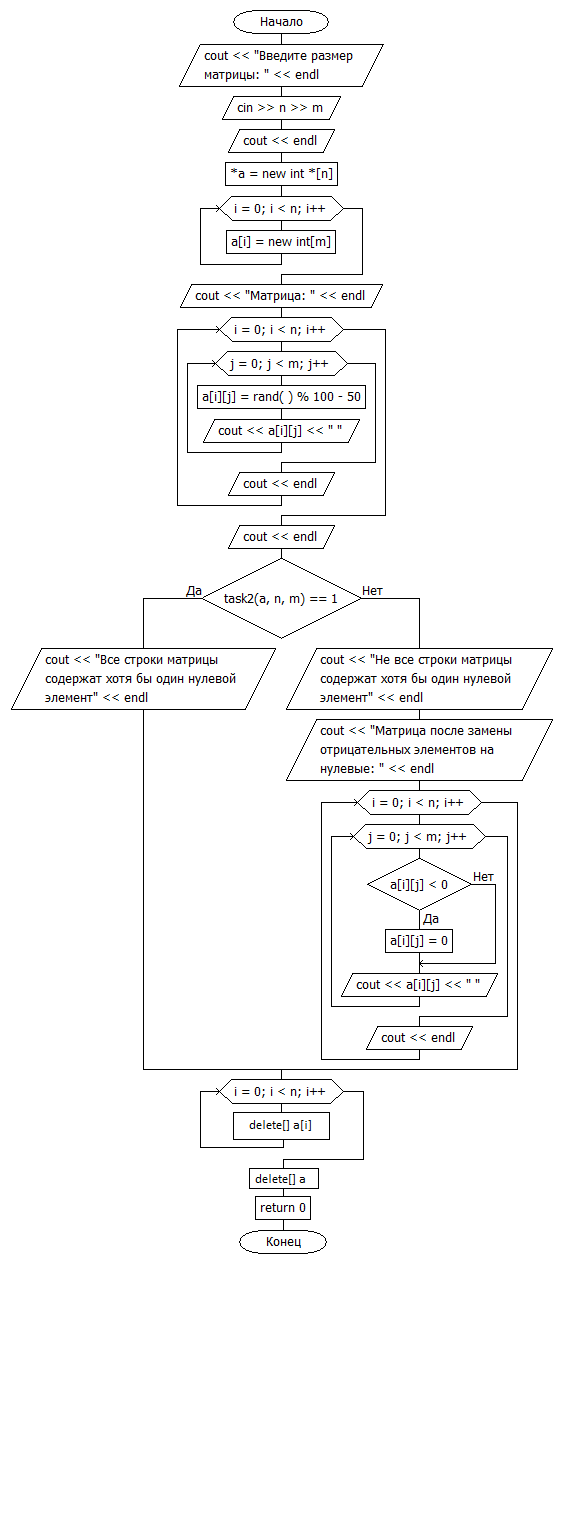 Начало
cout << "Введите размер
матрицы: " << endl
cin >> n >> m
cout << endl
*a = new int *[n]
i = 0; i < n; i++
a[i] = new int[m]
cout << "Матрица: " << endl
i = 0; i < n; i++
j = 0; j < m; j++
a[i][j] = rand( ) % 100 - 50
cout << a[i][j] << " "
cout << endl
cout << endl
Да
task2(a, n, m) == 1
Нет
cout << "Все строки матрицы
содержат хотя бы один нулевой
элемент" << endl
cout << "Не все строки матрицы
содержат хотя бы один нулевой
элемент" << endl
cout << "Матрица после замены
отрицательных элементов на
нулевые: " << endl
i = 0; i < n; i++
j = 0; j < m; j++
a[i][j] < 0
Нет
Да
a[i][j] = 0
cout << a[i][j] << " "
cout << endl
i = 0; i < n; i++
delete[] a[i]
delete[] a
return 0
Конец